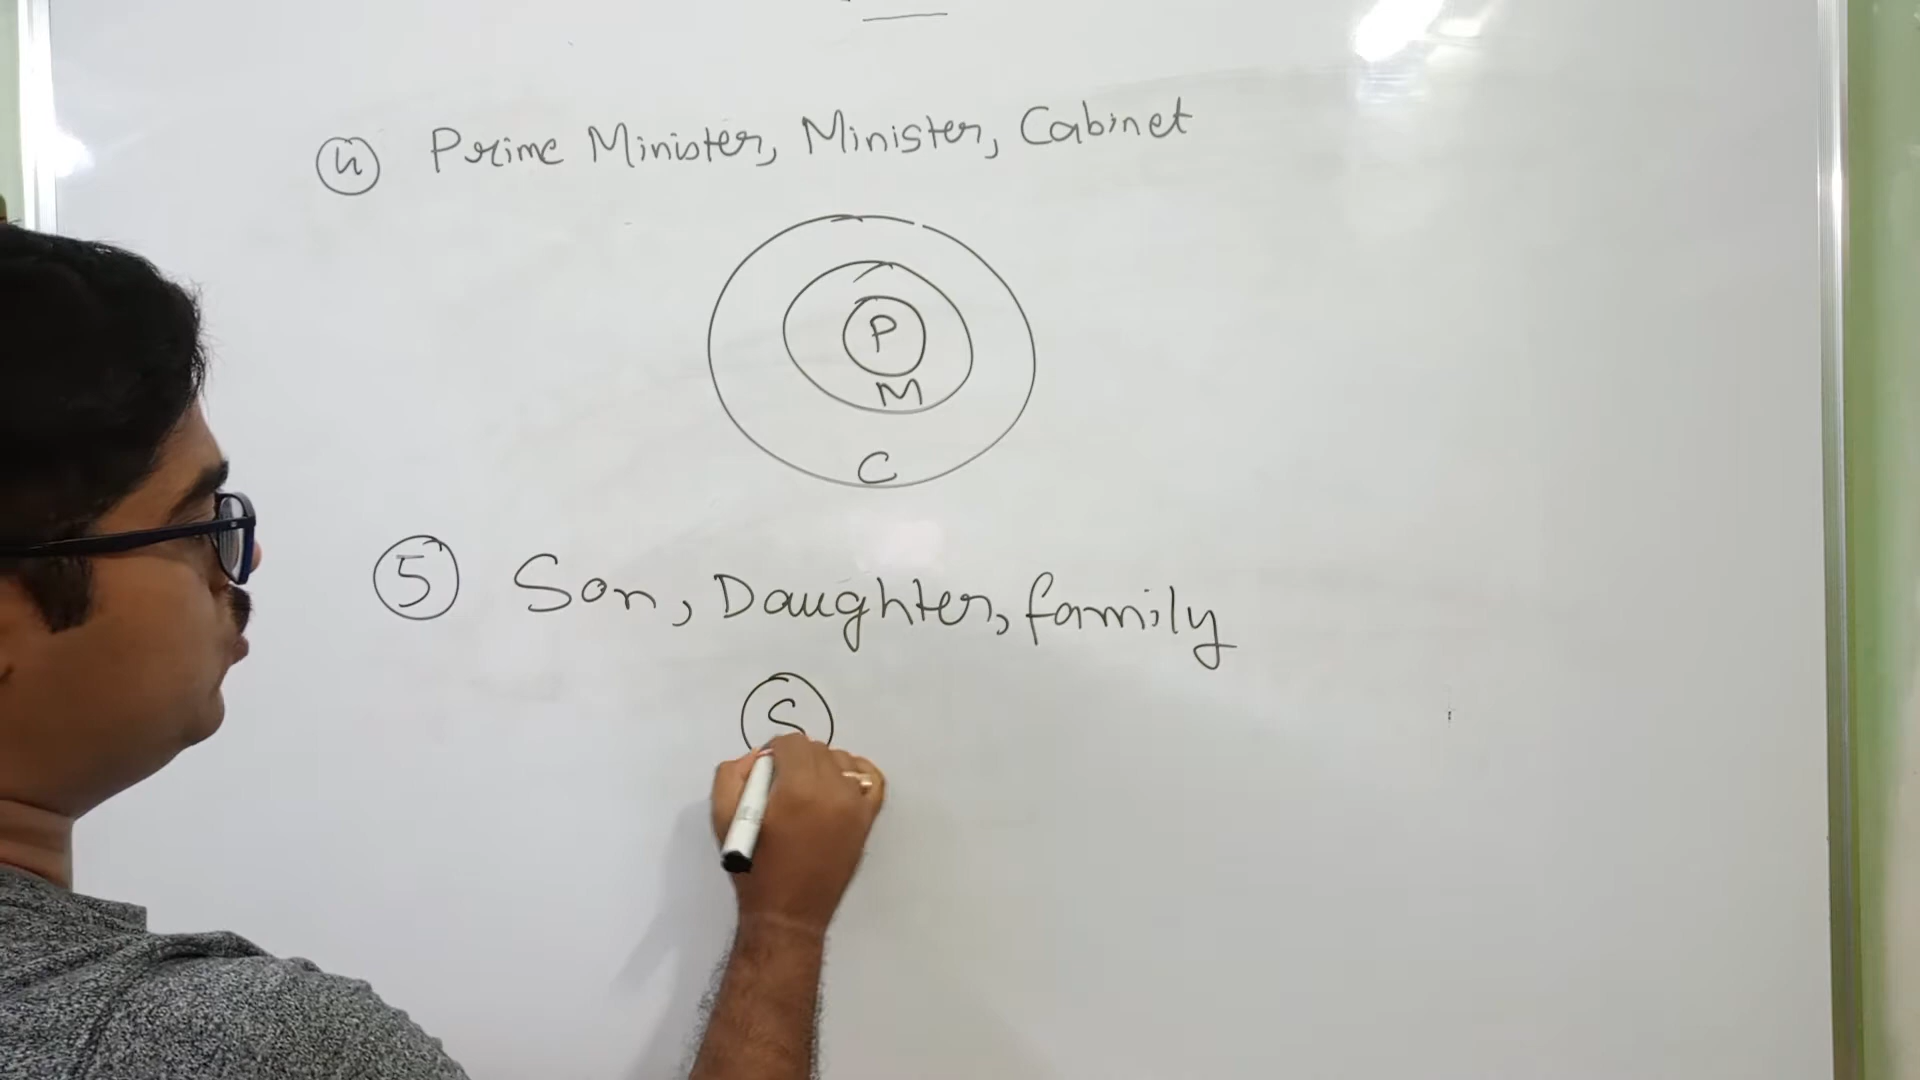 4 Prime Minister, Minister, Cabinet
P
M
C
5 Son, Daughter, family
S